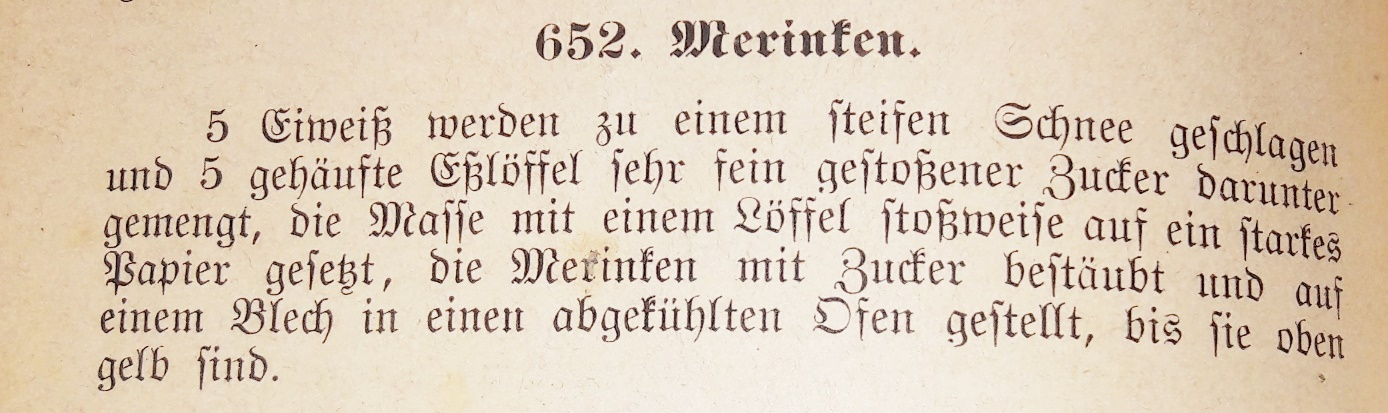 652. Merinken.
5 Eiweiß werden zu einem steifen Schnee geschlagen
und 5 gehäufte Eßlöffel sehr fein gestoßener Zucker darunter
gemengt, die Masse mit einem Löffel stoßweise auf ein starkes
Papier gesetzt, die Merinken mit Zucker bestäubt und auf
einem Blech in einen abgekühlten Ofen gestellt, bis sie oben
gelb sind.